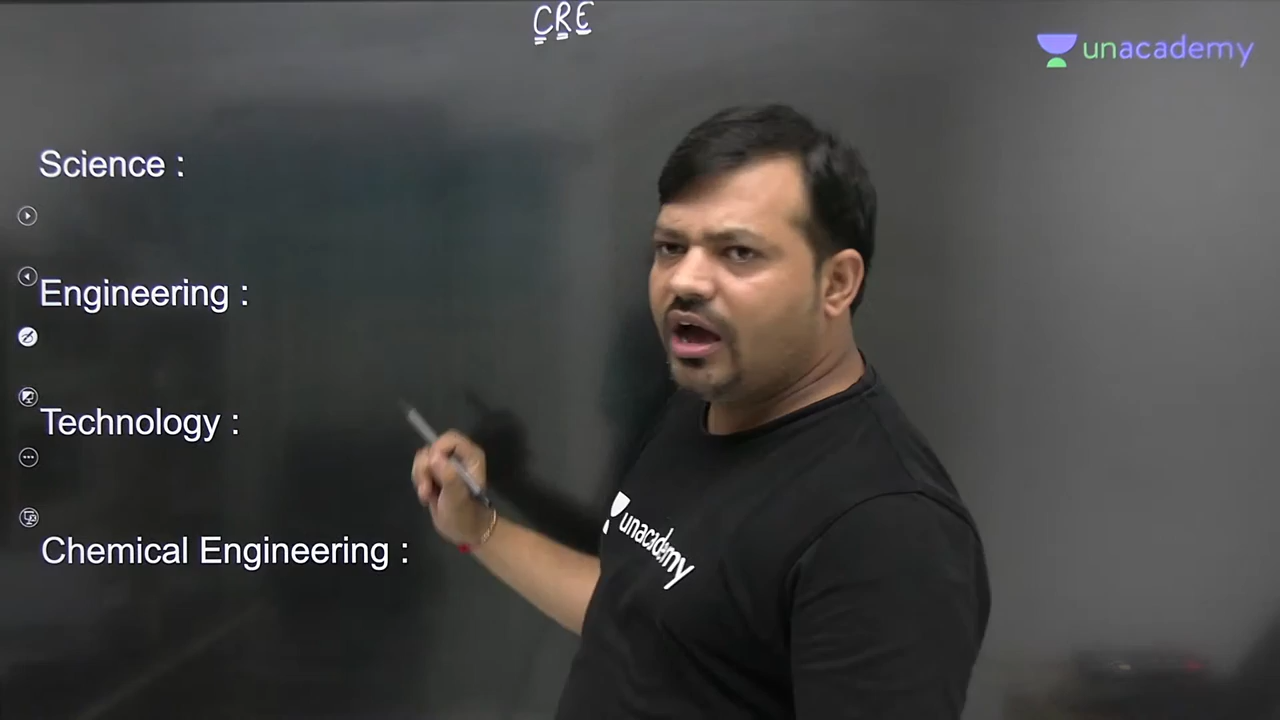 CRE
unacademy
Science :
Engineering :
Technology :
Chemical Engineering :
unacademy